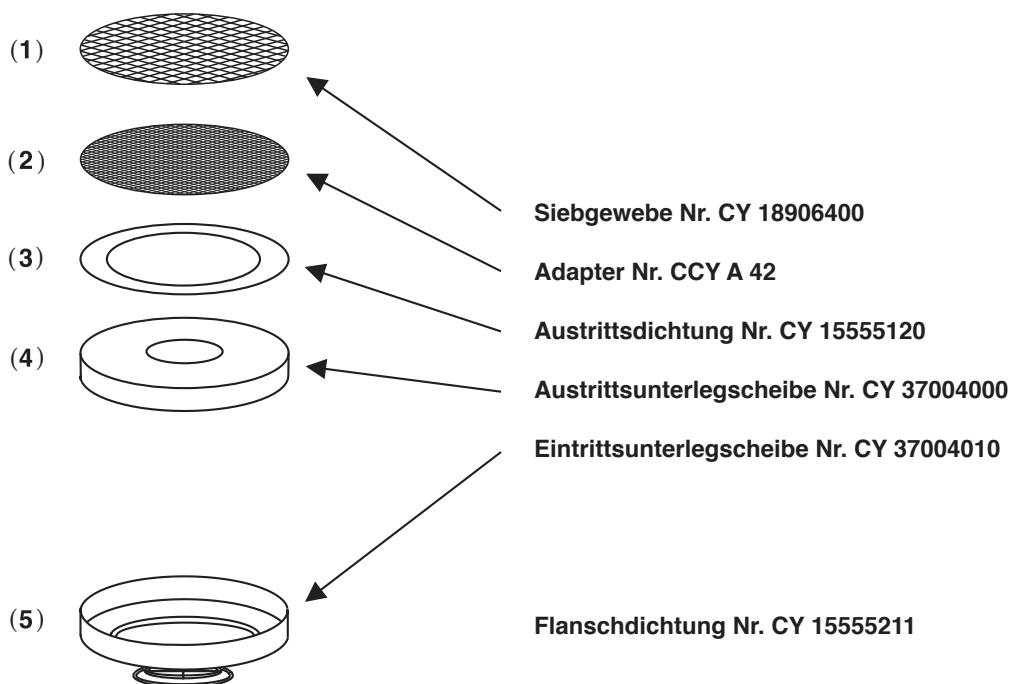 (1)
(2)
Siebgewebe Nr. CY 18906400
(3)
Adapter Nr. CCY A 42
Austrittsdichtung Nr. CY 15555120
(4)
Austrittsunterlegscheibe Nr. CY 37004000
Eintrittsunterlegscheibe Nr. CY 37004010
(5)
Flanschdichtung Nr. CY 15555211